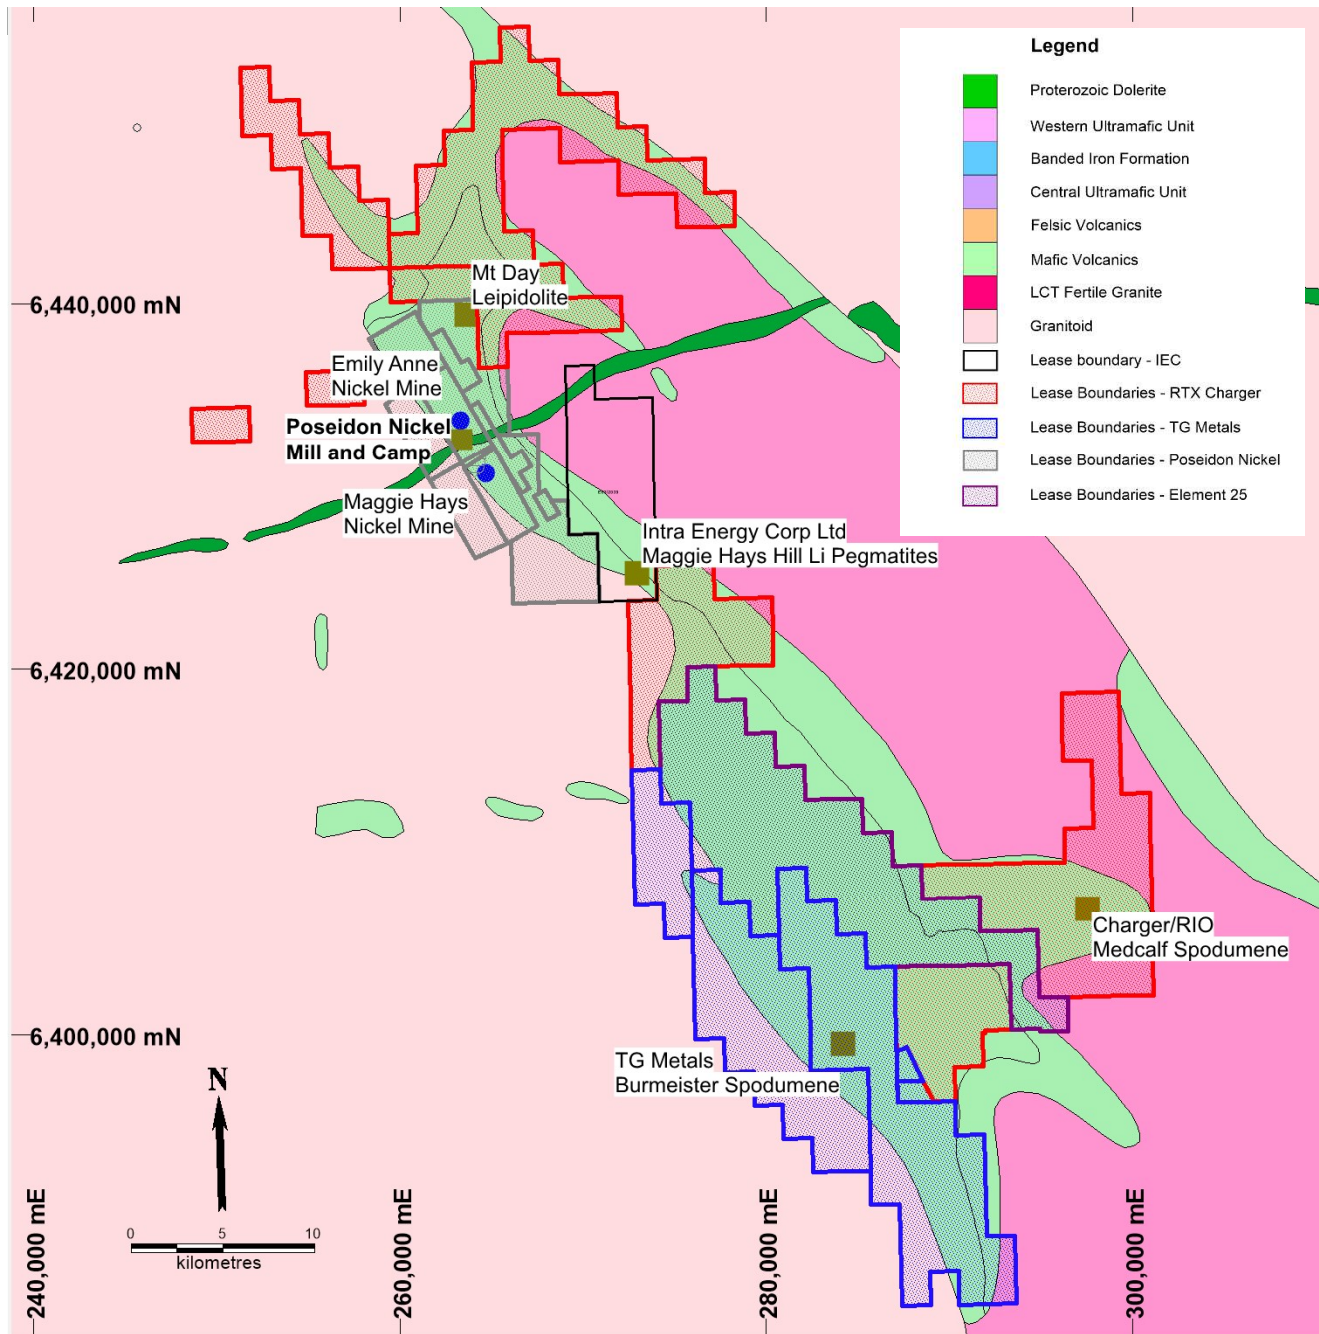 Legend
Proterozoic Dolerite
Western Ultramafic Unit
Banded Iron Formation
Central Ultramafic Unit
Felsic Volcanics
Mafic Volcanics
LCT Fertile Granite
Granitoid
Lease boundary - IEC
Lease Boundaries - RTX Charger
Lease Boundaries - TG Metals
Lease Boundaries - Poseidon Nickel
Lease Boundaries - Element 25
Mt Day
Leipidolite
6,440,000 mN
Emily Anne
Nickel Mine
Poseidon Nickel
Mill and Camp
Maggie Hays
Nickel Mine
Intra Energy Corp Ltd
Maggie Hays Hill Li Pegmatites
6,420,000 mN
Charger/RIO
Medcalf Spodumene
6,400,000 mN
TG Metals
Burmeister Spodumene
N
0 5 10
kilometres
240,000 mE
260,000 mE
280,000 mE
300,000 mE